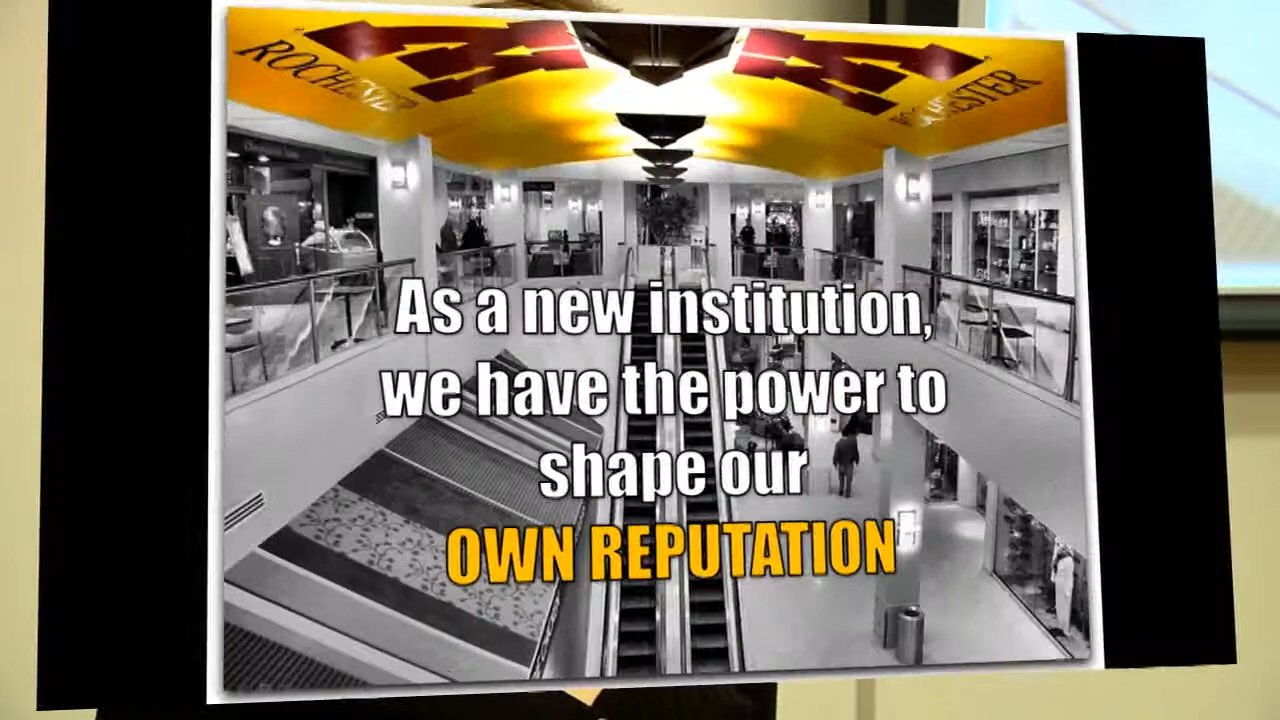 ROCHESTER
ROCHESTER
As a new institution,
we have the power to
shape our
OWN REPUTATION